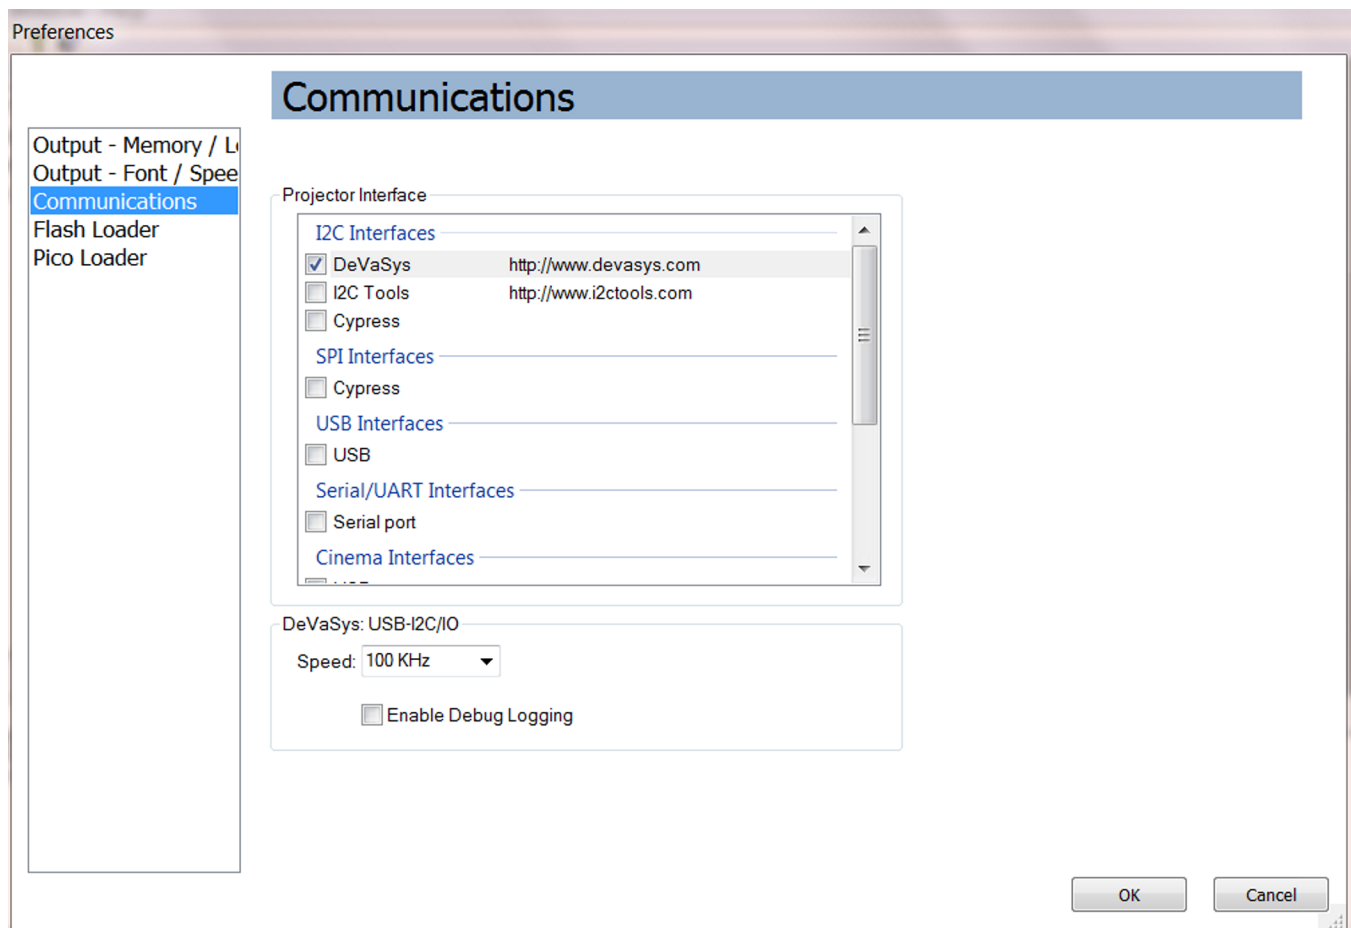 Preferences
Communications
Output - Memory / L
Output - Font / Spee
Communications
Flash Loader
Pico Loader
Projector Interface
I2C Interfaces
DeVaSys http://www.devasys.com
I2C Tools http://www.i2ctools.com
Cypress
SPI Interfaces
Cypress
USB Interfaces
USB
Serial/UART Interfaces
Serial port
Cinema Interfaces
DeVaSys: USB-I2C/IO
Speed: 100 KHz
Enable Debug Logging
OK Cancel